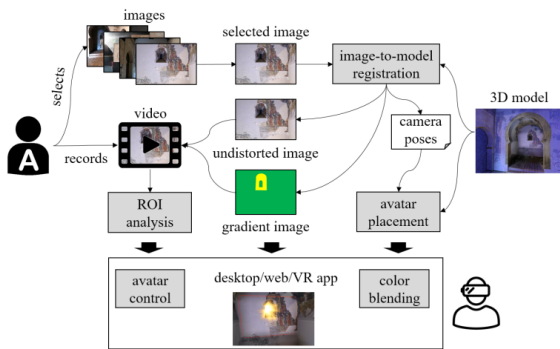 images
selected image
image-to-model
registration
selects
3D model
video
A
records
undistorted image
camera
poses
ROI
analysis
gradient image
avatar
placement
desktop/web/VR app
avatar
control
color
blending